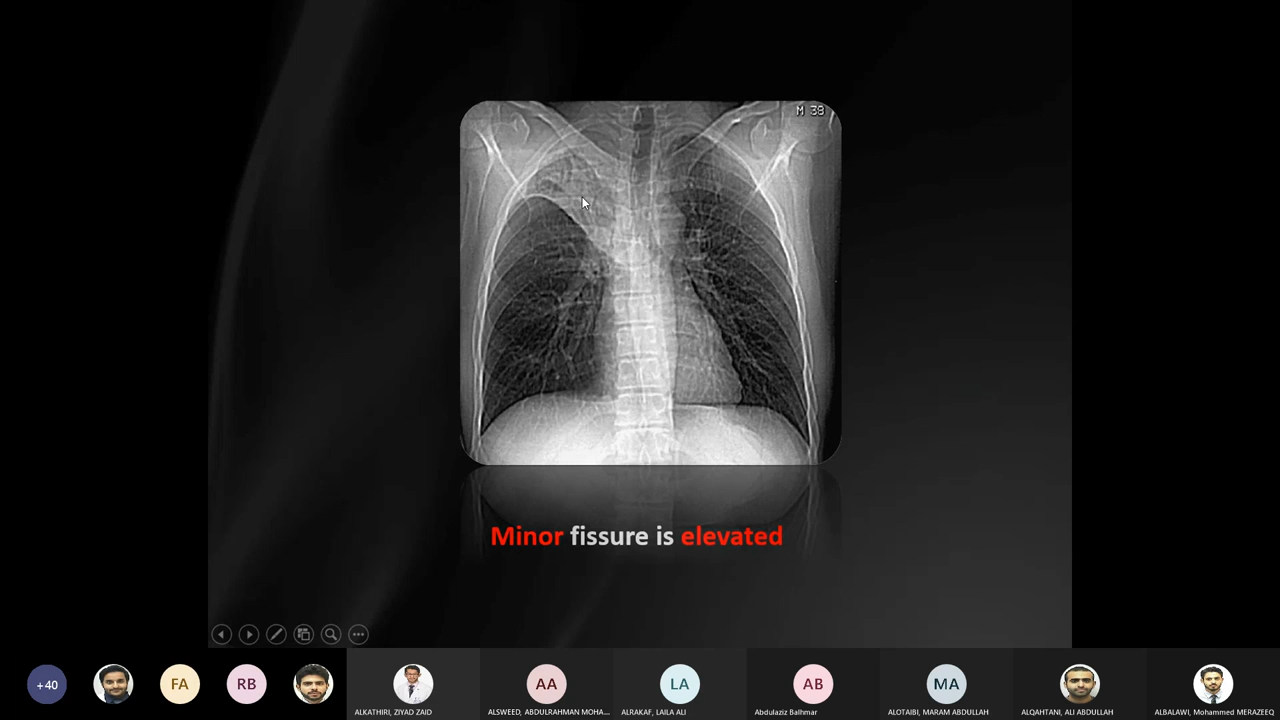 M 39
Minor fissure is elevated
+40
FA
RB
AA
LA
AB
MA
ALKATHIRI, ZIYAD ZAID
ALSWEED, ABDULRAHMAN MOHA...
ALRAKAF, LAILA ALI
Abdulaziz Balhmar
ALOTAIBI, MARAM ABDULLAH
ALQAHTANI, ALI ABDULLAH
ALBALAWI, Mohammed MERAZEEQ